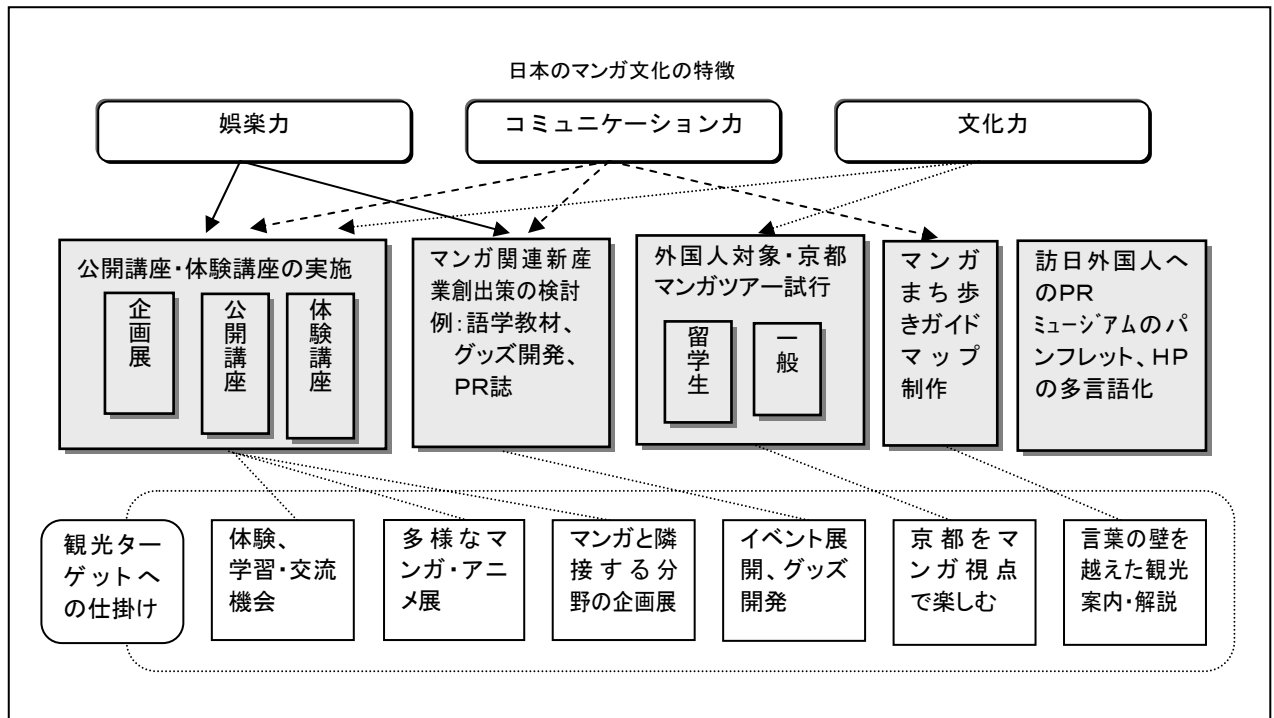 日本のマンガ文化の特徴
娯楽力
コミュニケーション力
文化力
公開講座・体験講座の実施
企画展
公開講座
体験講座
マンガ関連新産
業創出策の検討
例：語学教材、
グッズ開発、
PR誌
外国人対象・京都
マンガツアー試行
留学生
一般
マンガ
まち歩
きガイド
マップ
制作
訪日外国人へ
のPR
ﾐｭｰｼﾞｱﾑのパ
ンフレット、HP
の多言語化
観光ター
ゲットへ
の仕掛け
体験、
学習・交流
機会
多様なマ
ンガ・アニ
メ展
マンガと隣
接する分
野の企画展
イベント展
開、グッズ
開発
京都をマ
ンガ視点
で楽しむ
言葉の壁を
越えた観光
案内・解説